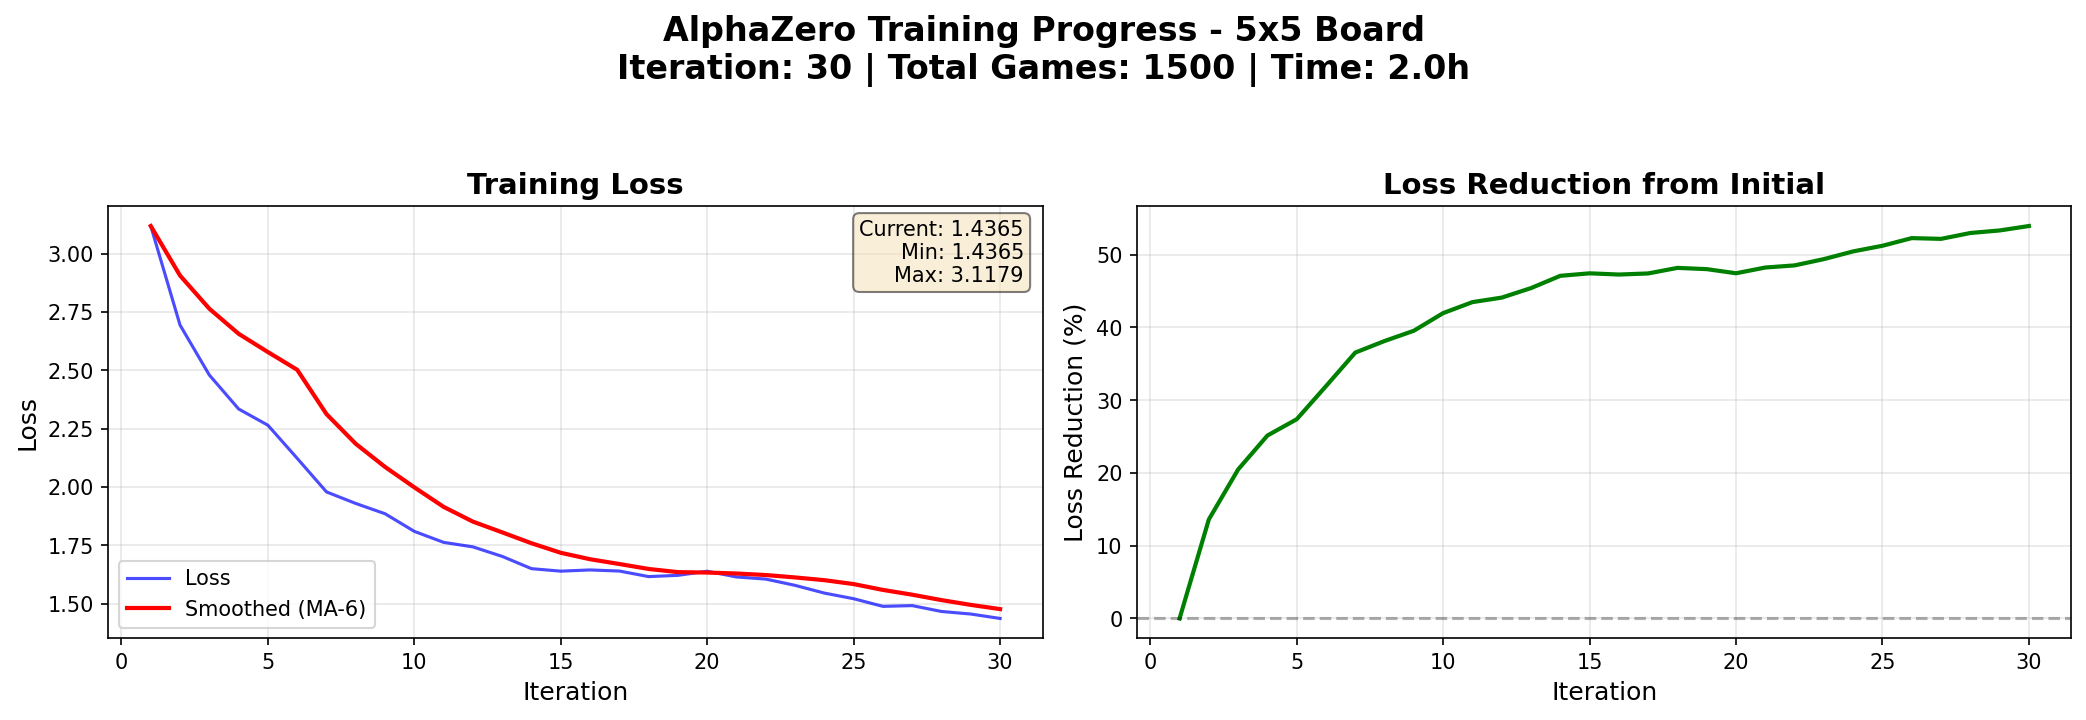 AlphaZero Training Progress - 5x5 Board
Iteration: 30 | Total Games: 1500 | Time: 2.0h
Training Loss
Loss
3.00
2.75
2.50
2.25
2.00
1.75
1.50
Current: 1.4365
Min: 1.4365
Max: 3.1179
Loss
Smoothed (MA-6)
0 5 10 15 20 25 30
Iteration
Loss Reduction from Initial
Loss Reduction (%)
50
40
30
20
10
0
0 5 10 15 20 25 30
Iteration